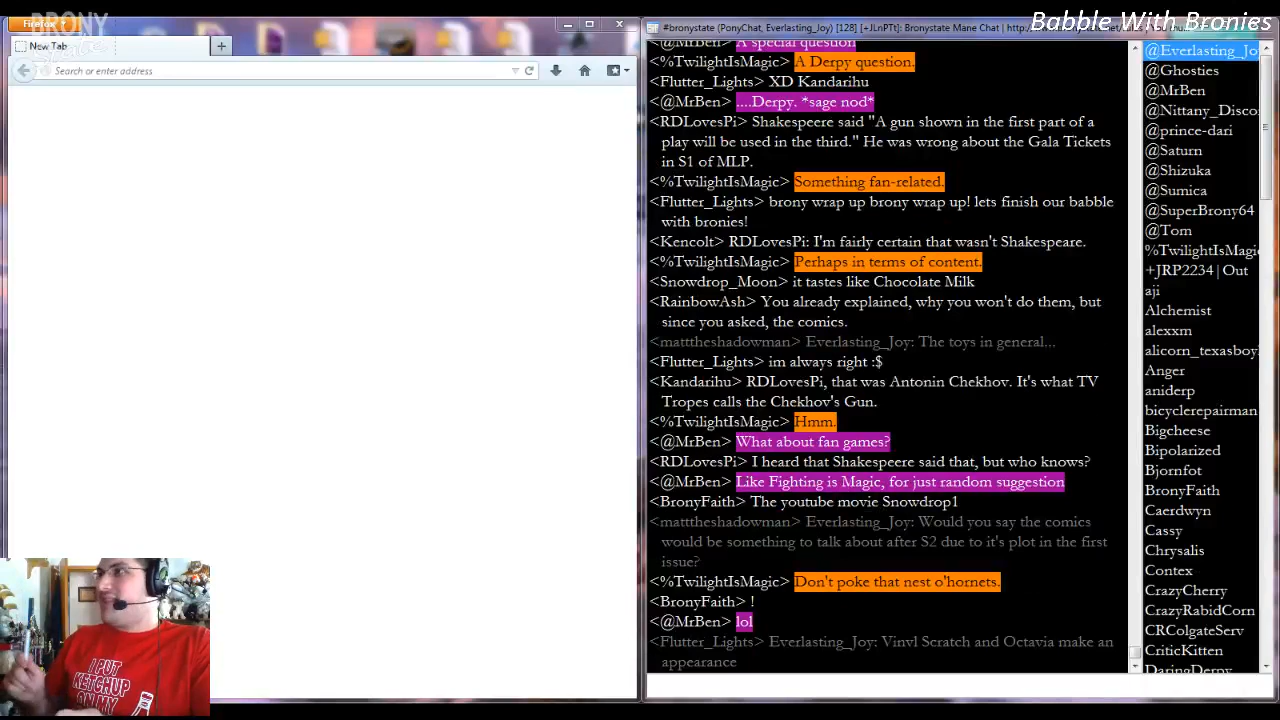 BRONY
State
Firefox
#bronystate (PonyChat, Everlasting_Joy) [128] [+JLnPTt]: Bronystate Mane Chat | http://
Babble With Bronies
New Tab
Search or enter address
<@MrBen> A special question
<%TwilightIsMagic> A Derpy question.
<Flutter_Lights> XD Kandarihu
<@MrBen> ....Derpy. *sage nod*
<RDLovesPi> Shakespeere said "A gun shown in the first part of a
play will be used in the third." He was wrong about the Gala Tickets
in S1 of MLP.
<%TwilightIsMagic> Something fan-related.
<Flutter_Lights> brony wrap up brony wrap up! lets finish our babble
with bronies!
<Kencolt> RDLovesPi: I'm fairly certain that wasn't Shakespeare.
<%TwilightIsMagic> Perhaps in terms of content.
<Snowdrop_Moon> it tastes like Chocolate Milk
<RainbowAsh> You already explained, why you won't do them, but
since you asked, the comics.
<matttheshadowman> Everlasting_Joy: The toys in general...
<Flutter_Lights> im always right :$
<Kandarihu> RDLovesPi, that was Antonin Chekhov. It's what TV
Tropes calls the Chekhov's Gun.
<%TwilightIsMagic> Hmm.
<@MrBen> What about fan games?
<RDLovesPi> I heard that Shakespeere said that, but who knows?
<@MrBen> Like Fighting is Magic, for just random suggestion
<BronyFaith> The youtube movie Snowdrop1
<matttheshadowman> Everlasting_Joy: Would you say the comics
would be something to talk about after S2 due to it's plot in the first
issue?
<%TwilightIsMagic> Don't poke that nest o'hornets.
<BronyFaith> !
<@MrBen> lol
<Flutter_Lights> Everlasting_Joy: Vinyl Scratch and Octavia make an
appearance
@Everlasting_Jo
@Ghosties
@MrBen
@Nittany_Disco
@prince-dari
@Saturn
@Shizuka
@Sumica
@SuperBrony64
@Tom
%TwilightIsMagic
+JRP2234|Out
aji
Alchemist
alexxm
alicorn_texasboy
Anger
aniderp
bicyclerepairman
Bigcheese
Bipolarized
Bjornfot
BronyFaith
Caerdwyn
Cassy
Chrysalis
Contex
CrazyCherry
CrazyRabidCorn
CRColgateServ
CriticKitten
DaringDerpy
I PUT
KETCHUP
ON MY